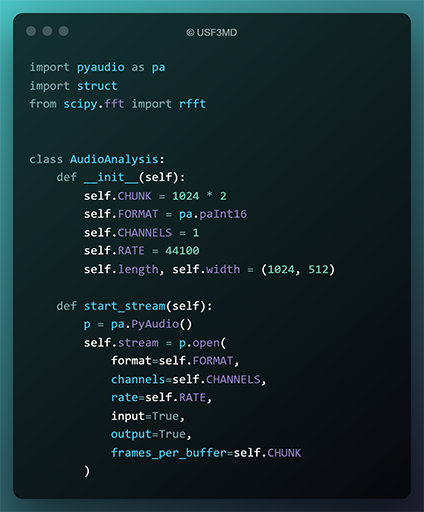 © USF3MD
import pyaudio as pa
import struct
from scipy.fft import rfft
class AudioAnalysis:
def __init__(self):
self.CHUNK = 1024 * 2
self.FORMAT = pa.paInt16
self.CHANNELS = 1
self.RATE = 44100
self.length, self.width = (1024, 512)
def start_stream(self):
p = pa.PyAudio()
self.stream = p.open(
format=self.FORMAT,
channels=self.CHANNELS,
rate=self.RATE,
input=True,
output=True,
frames_per_buffer=self.CHUNK
)